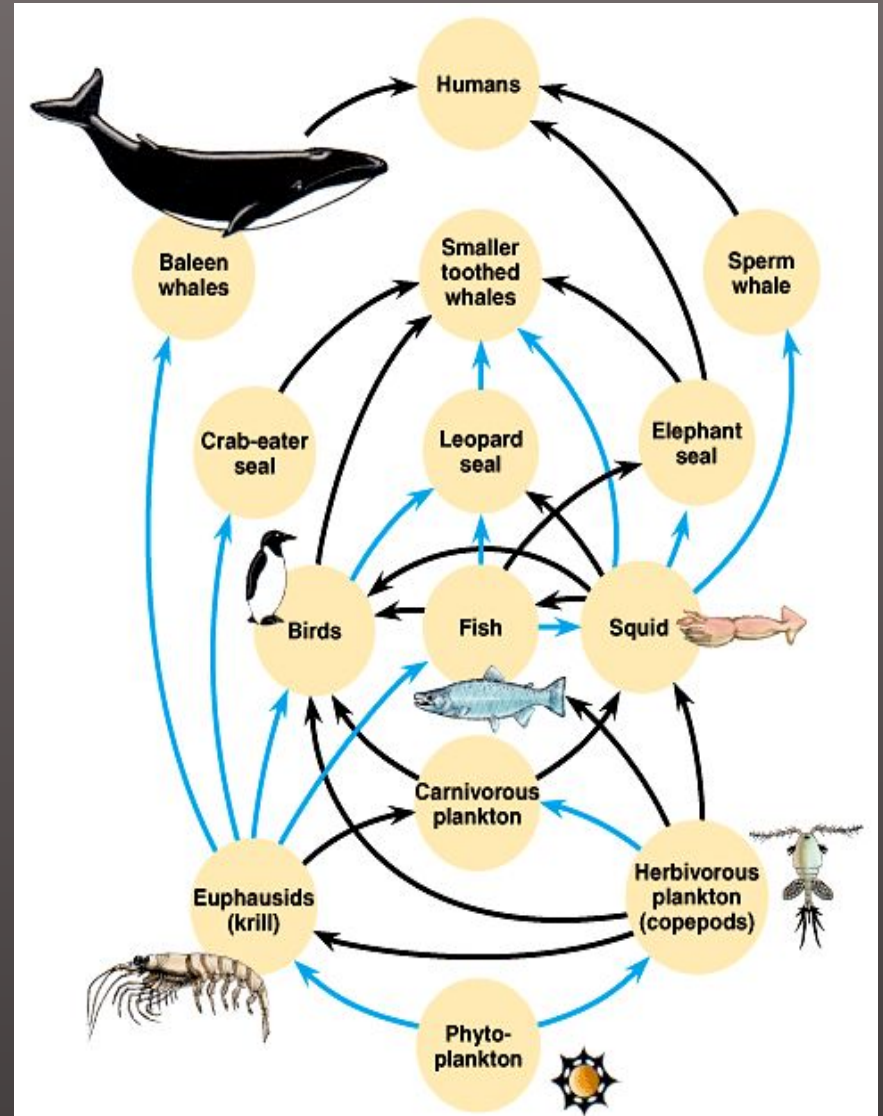 Humans
Baleen
whales
Smaller
toothed
whales
Sperm
whale
Crab-eater
seal
Leopard
seal
Elephant
seal
Birds
Fish
Squid
Carnivorous
plankton
Euphausids
(krill)
Herbivorous
plankton
(copepods)
Phyto-
plankton